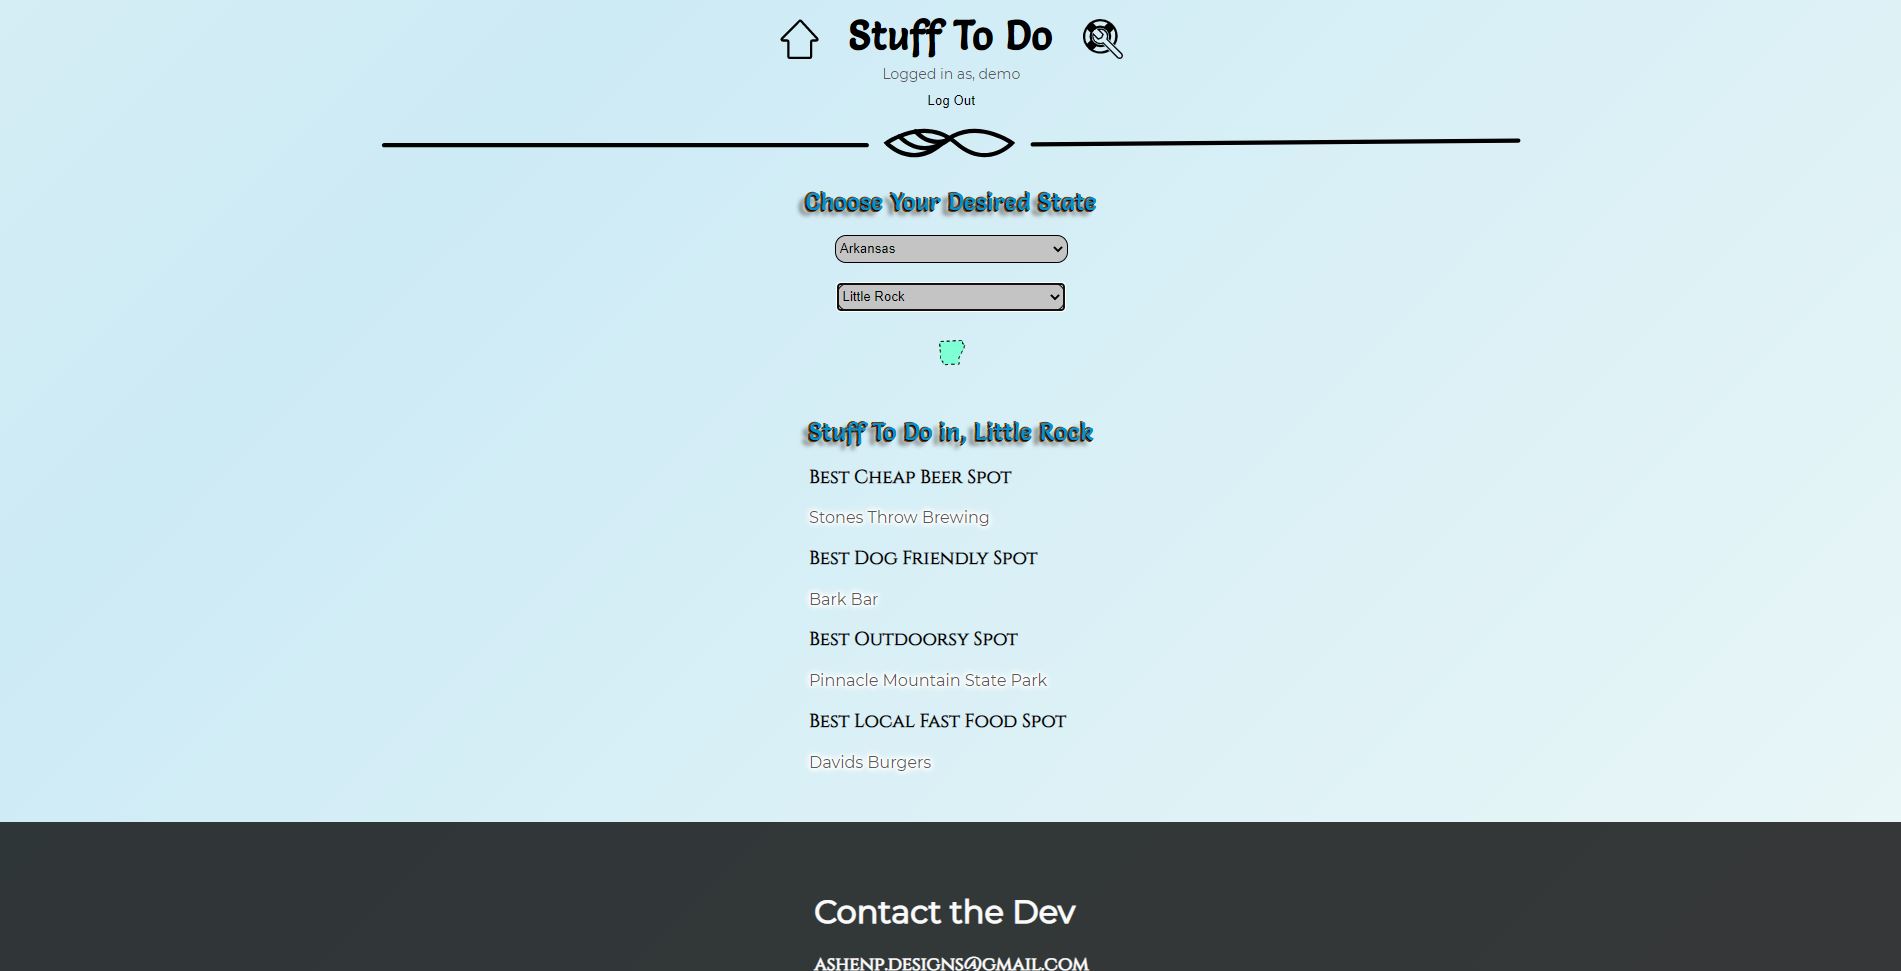 Stuff To Do
Logged in as, demo
Log Out
Choose Your Desired State
Arkansas
Little Rock
Stuff To Do in, Little Rock
Best Cheap Beer Spot
Stones Throw Brewing
Best Dog Friendly Spot
Bark Bar
Best Outdoorsy Spot
Pinnacle Mountain State Park
Best Local Fast Food Spot
Davids Burgers
Contact the Dev
ashenp.designs@gmail.com